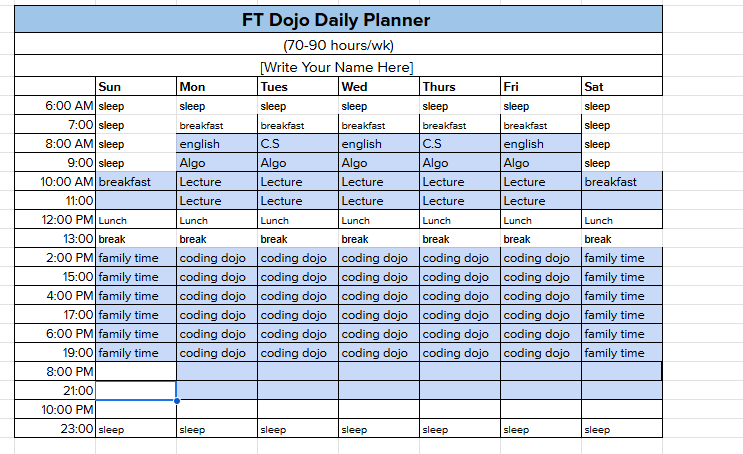 FT Dojo Daily Planner
(70-90 hours/wk)
[Write Your Name Here]
Sun Mon Tues Wed Thurs Fri Sat
6:00 AM sleep sleep sleep sleep sleep sleep sleep
7:00 sleep breakfast breakfast breakfast breakfast breakfast sleep
8:00 AM sleep english C.S english C.S english sleep
9:00 sleep Algo Algo Algo Algo Algo sleep
10:00 AM breakfast Lecture Lecture Lecture Lecture Lecture breakfast
11:00 Lecture Lecture Lecture Lecture Lecture
12:00 PM Lunch Lunch Lunch Lunch Lunch Lunch Lunch
13:00 break break break break break break break
2:00 PM family time coding dojo coding dojo coding dojo coding dojo coding dojo family time
15:00 family time coding dojo coding dojo coding dojo coding dojo coding dojo family time
4:00 PM family time coding dojo coding dojo coding dojo coding dojo coding dojo family time
17:00 family time coding dojo coding dojo coding dojo coding dojo coding dojo family time
6:00 PM family time coding dojo coding dojo coding dojo coding dojo coding dojo family time
19:00 family time coding dojo coding dojo coding dojo coding dojo coding dojo family time
8:00 PM
21:00
10:00 PM
23:00 sleep sleep sleep sleep sleep sleep sleep